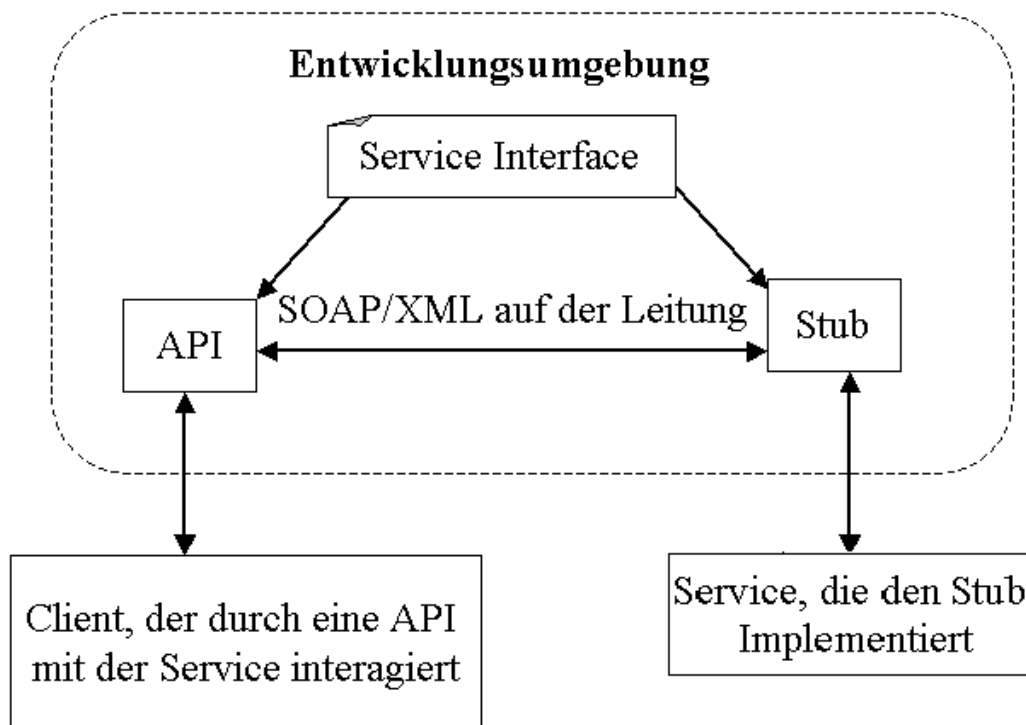 Entwicklungsumgebung
Service Interface
SOAP/XML auf der Leitung
API
Stub
Client, der durch eine API
mit der Service interagiert
Service, die den Stub
Implementiert